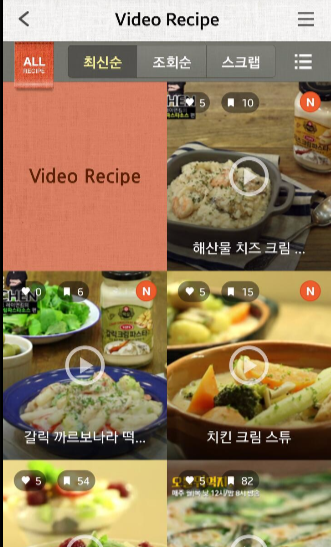 Video Recipe
ALL
RECIPE
최신순
조회순
스크랩
Video Recipe
5
10
N
해산물 치즈 크림 ...
0
6
N
갈릭 까르보나라 떡...
5
15
N
치킨 크림 스튜
5
54
5
82